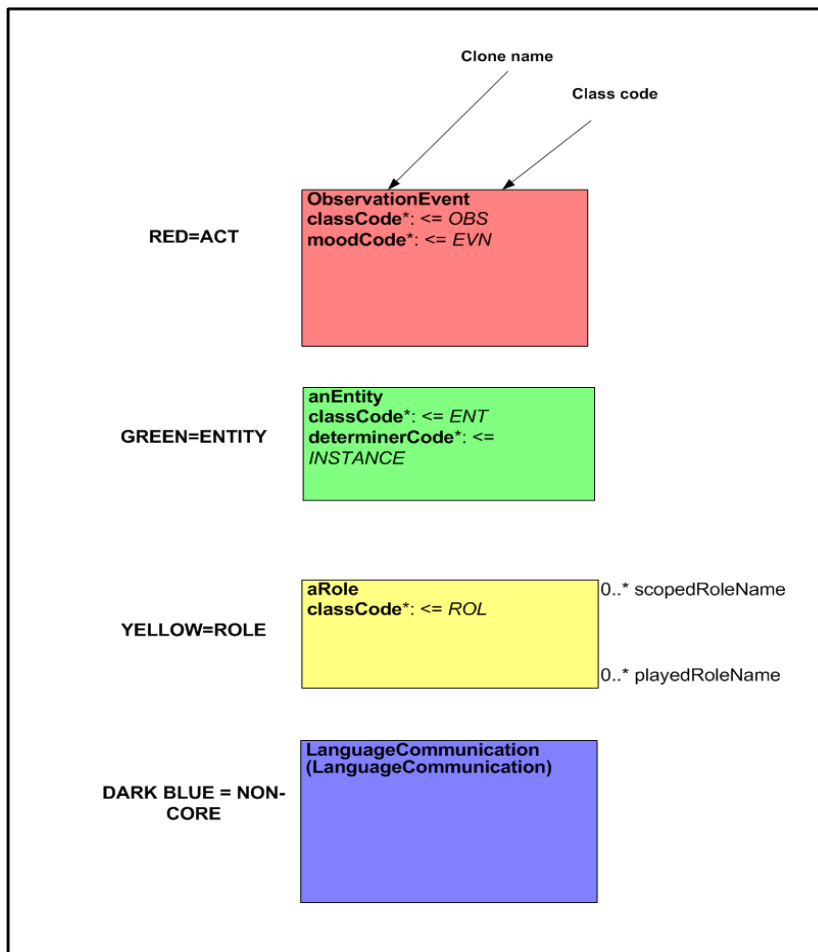 Clone name
Class code
RED=ACT
ObservationEvent
classCode*: <= OBS
moodCode*: <= EVN
GREEN=ENTITY
anEntity
classCode*: <= ENT
determinerCode*: <=
INSTANCE
YELLOW=ROLE
aRole
classCode*: <= ROL
0..* scopedRoleName
0..* playedRoleName
DARK BLUE = NON-
CORE
LanguageCommunication
(LanguageCommunication)